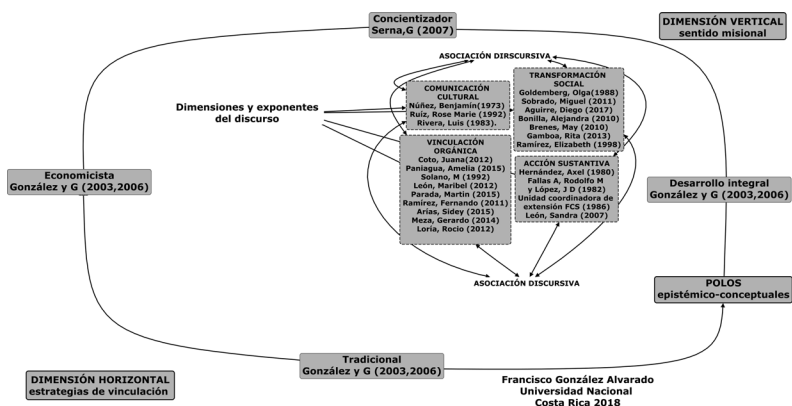 Concientizador
Serna,G (2007)
DIMENSIÓN VERTICAL
sentido misional
ASOCIACIÓN DIRSCURSIVA
Dimensiones y exponentes
del discurso
COMUNICACIÓN
CULTURAL
Núñez, Benjamin(1973)
Ruíz, Rose Marie (1992)
Rivera, Luis (1983).
TRANSFORMACIÓN
SOCIAL
Goldemberg, Olga(1988)
Sobrado, Miguel (2011)
Aguirre, Diego (2017)
Bonilla, Alejandra (2010)
Brenes, May (2010)
Gamboa, Rita (2013)
Ramírez, Elizabeth (1998)
VINCULACIÓN
ORGÁNICA
Coto, Juana(2012)
Paniagua, Amelia (2015)
Solano, M (1992)
León, Maribel (2012)
Parada, Martin (2015)
Ramírez, Fernando (2011)
Arías, Sidey (2015)
Meza, Gerardo (2014)
Loría, Rocio (2012)
ACCIÓN SUSTANTIVA
Hernández, Axel (1980)
Fallas A, Rodolfo M
y López, J D (1982)
Unidad coordinadora de
extensión FCS (1986)
León, Sandra (2007)
Economicista
González y G (2003,2006)
Desarrollo integral
González y G (2003,2006)
ASOCIACIÓN DISCURSIVA
POLOS
epistémico-conceptuales
Tradicional
González y G (2003,2006)
DIMENSIÓN HORIZONTAL
estrategias de vinculación
Francisco González Alvarado
Universidad Nacional
Costa Rica 2018